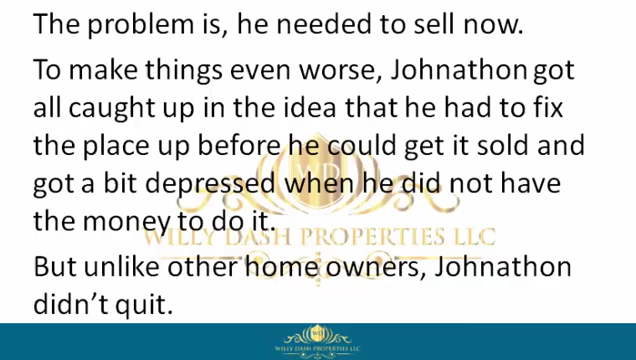 The problem is, he needed to sell now.
To make things even worse, Johnathon got
all caught up in the idea that he had to fix
the place up before he could get it sold and
got a bit depressed when he did not have
the money to do it.
WILLY DASH PROPERTIES LLC
But unlike other home owners, Johnathon
didn’t quit.
WILLY DASH PROPERTIES LLC